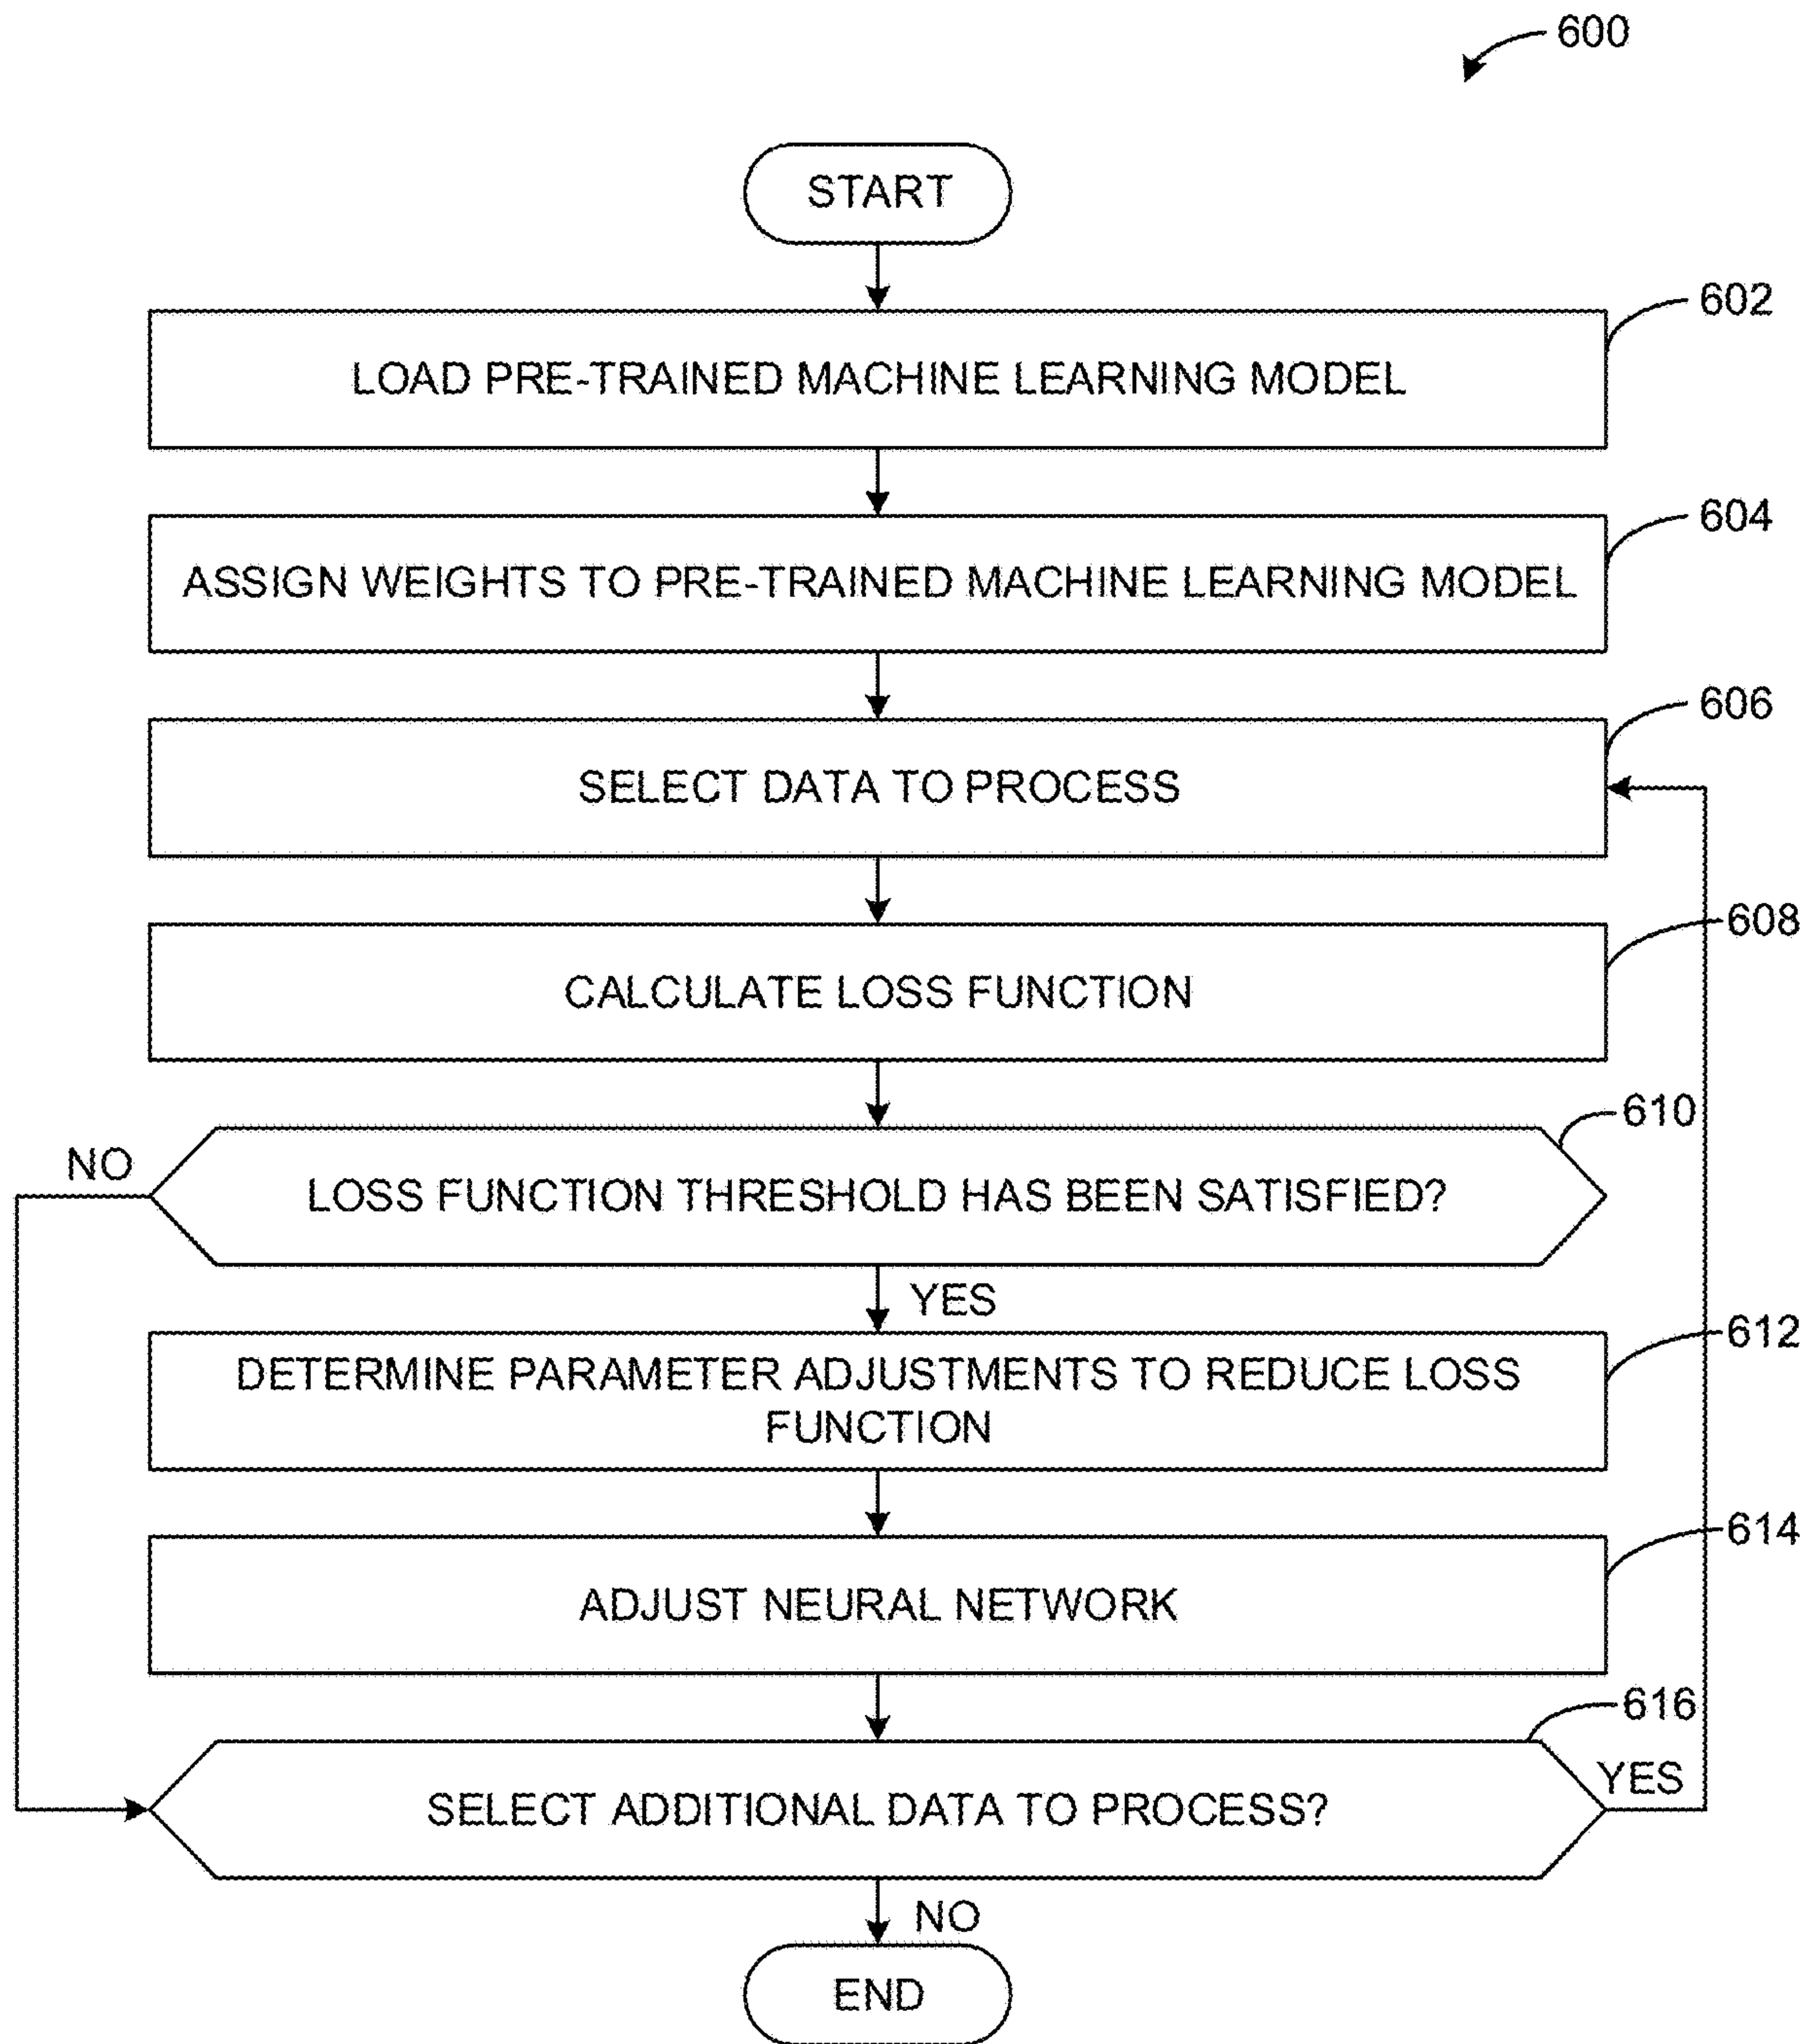 600
START
602
LOAD PRE-TRAINED MACHINE LEARNING MODEL
604
ASSIGN WEIGHTS TO PRE-TRAINED MACHINE LEARNING MODEL
606
SELECT DATA TO PROCESS
608
CALCULATE LOSS FUNCTION
610
NO
LOSS FUNCTION THRESHOLD HAS BEEN SATISFIED?
YES
612
DETERMINE PARAMETER ADJUSTMENTS TO REDUCE LOSS
FUNCTION
614
ADJUST NEURAL NETWORK
616
YES
SELECT ADDITIONAL DATA TO PROCESS?
NO
END